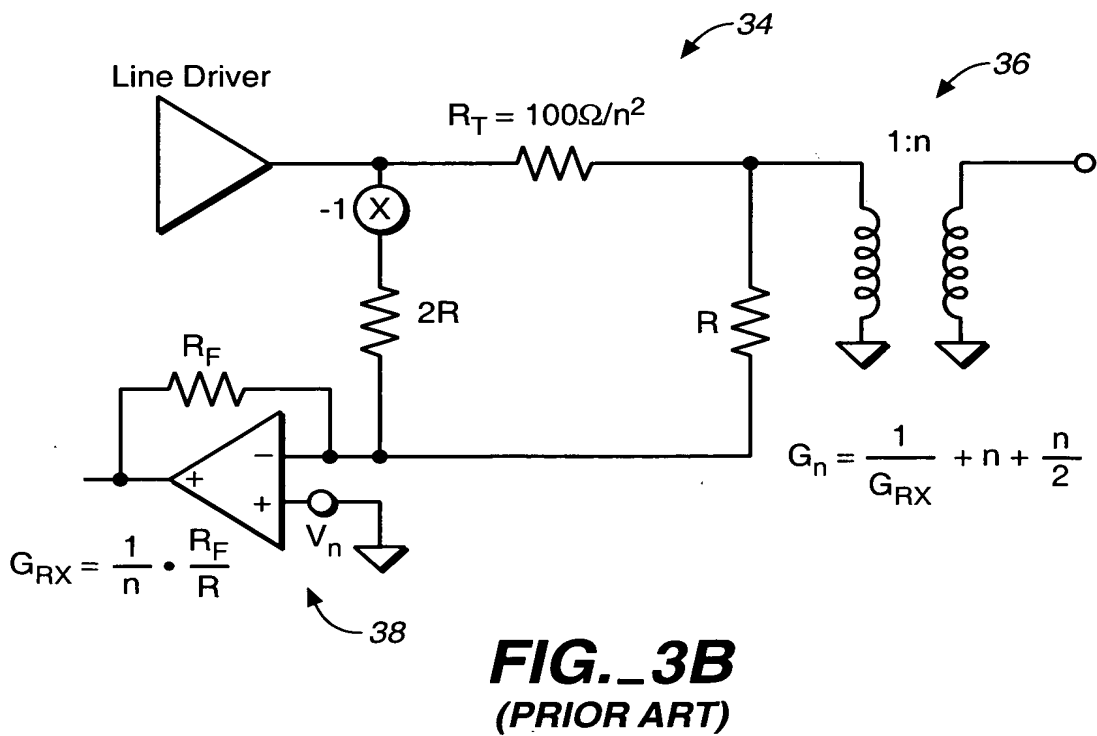 34
Line Driver
36
R_T = 100Ω/n²
1:n
-1 X
2R
R
R_F
−
+
+
V_n
G_n = 1/G_RX + n + n/2
G_RX = 1/n • R_F/R
38
FIG._3B
(PRIOR ART)